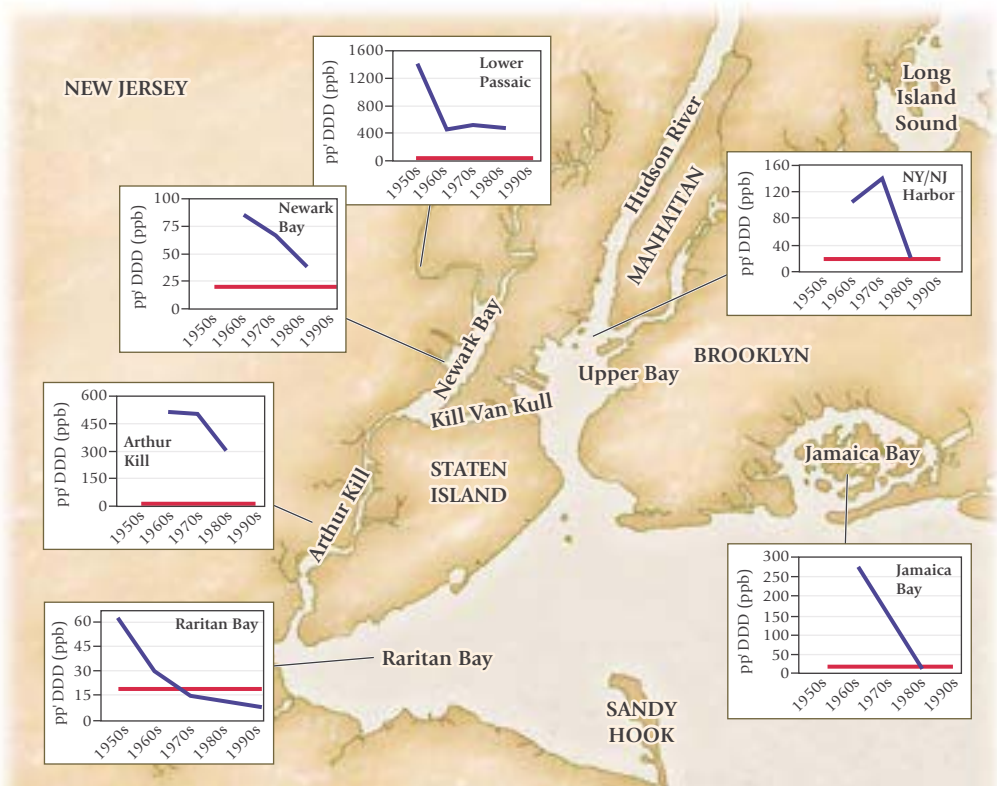 NEW JERSEY
pp' DDD (ppb)
1600
1200
800
400
0
Lower
Passaic
1950s
1960s
1970s
1980s
1990s
Long
Island
Sound
Hudson River
MANHATTAN
pp' DDD (ppb)
160
120
80
40
0
NY/NJ
Harbor
1950s
1960s
1970s
1980s
1990s
pp' DDD (ppb)
100
75
50
25
0
Newark
Bay
1950s
1960s
1970s
1980s
1990s
Newark Bay
BROOKLYN
Upper Bay
Kill Van Kull
pp' DDD (ppb)
600
450
300
150
0
Arthur
Kill
1950s
1960s
1970s
1980s
1990s
STATEN
ISLAND
Arthur Kill
Jamaica Bay
pp' DDD (ppb)
300
250
200
150
100
50
0
Jamaica
Bay
1950s
1960s
1970s
1980s
1990s
pp' DDD (ppb)
60
45
30
15
0
Raritan Bay
1950s
1960s
1970s
1980s
1990s
Raritan Bay
SANDY
HOOK